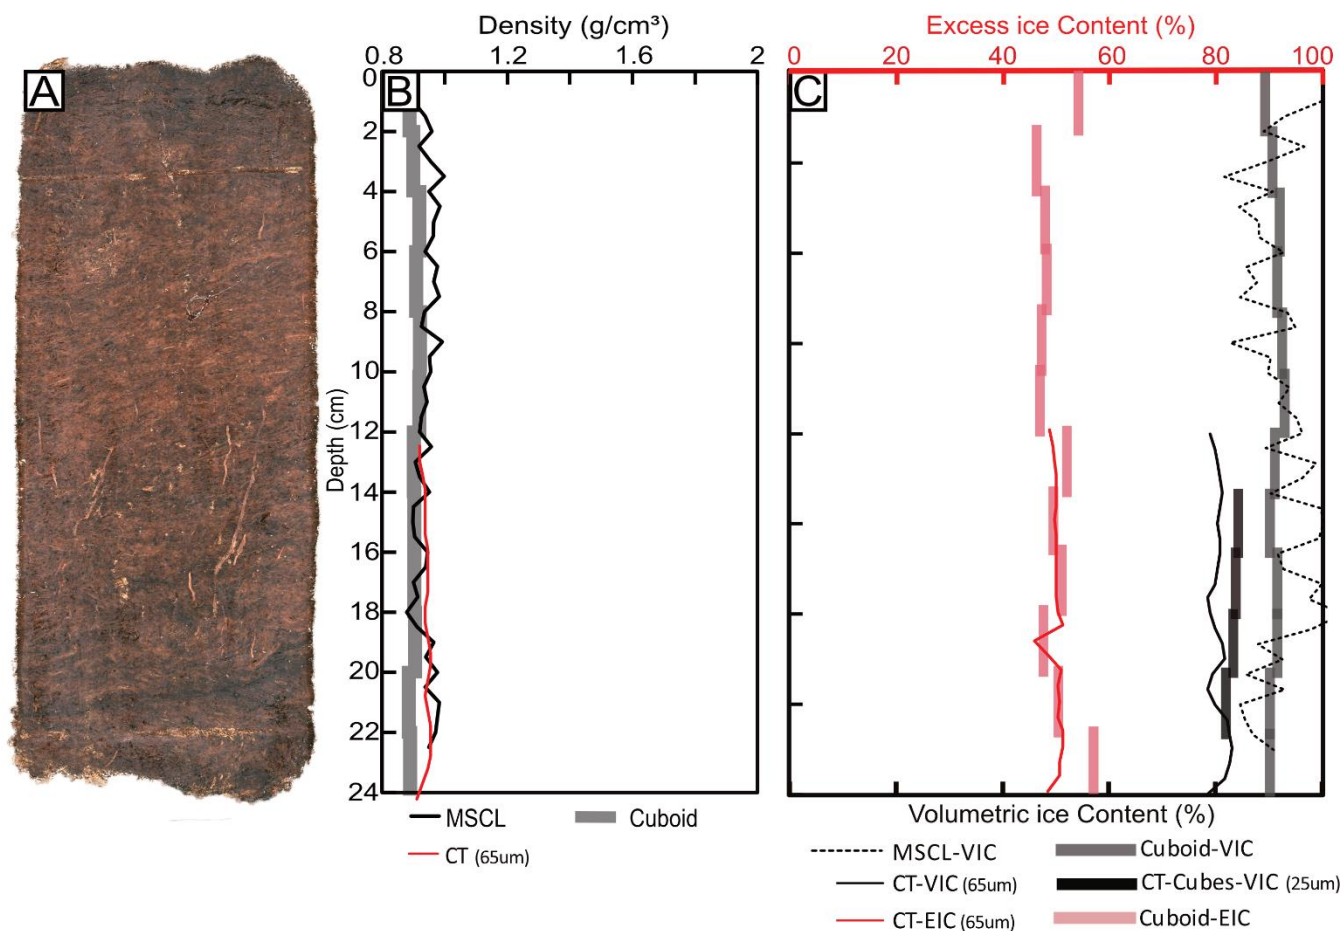 Density (g/cm³)
Excess ice Content (%)
0.8 1.2 1.6 2
0 20 40 60 80 100
A
B
C
0
2
4
6
8
10
12
14
16
18
20
22
24
Depth (cm)
Volumetric ice Content (%)
MSCL
Cuboid
CT (65um)
MSCL-VIC
Cuboid-VIC
CT-VIC (65um)
CT-Cubes-VIC (25um)
CT-EIC (65um)
Cuboid-EIC